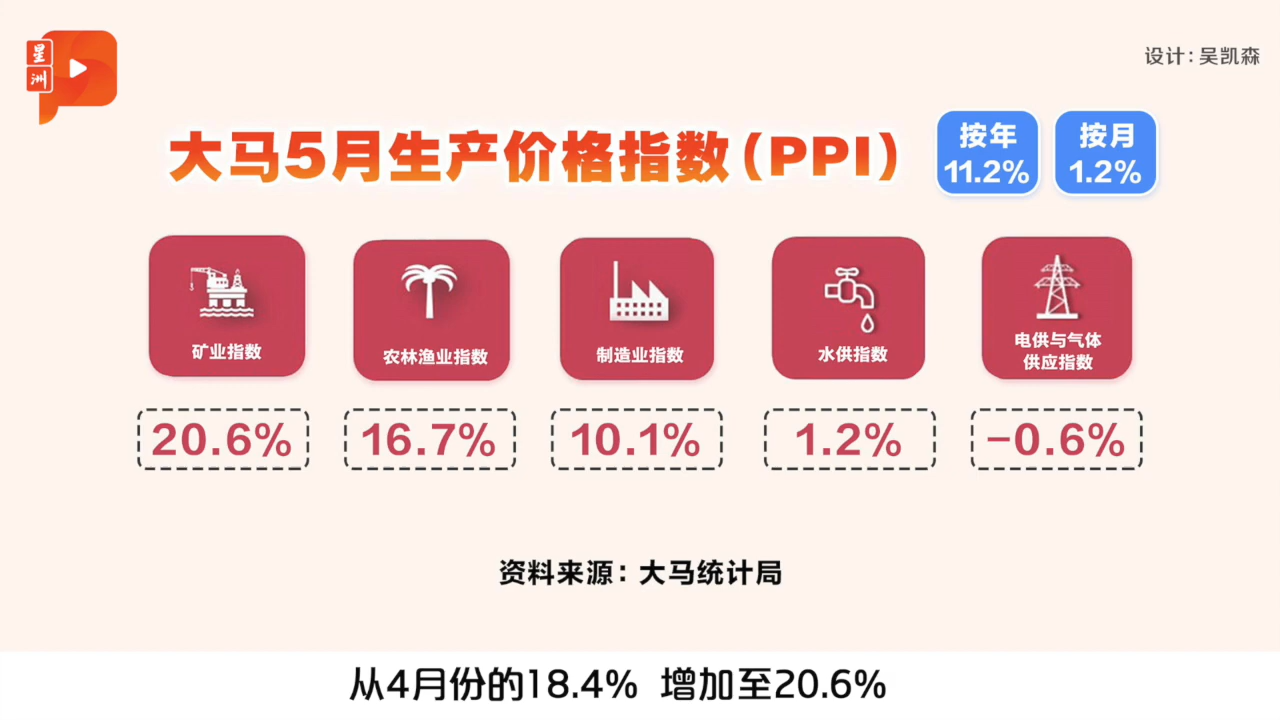 星洲
设计：吴凯森
大马5月生产价格指数（PPI）
按年
11.2%
按月
1.2%
矿业指数
农林渔业指数
制造业指数
水供指数
电供与气体
供应指数
20.6%
16.7%
10.1%
1.2%
-0.6%
资料来源：大马统计局
从4月份的18.4% 增加至20.6%